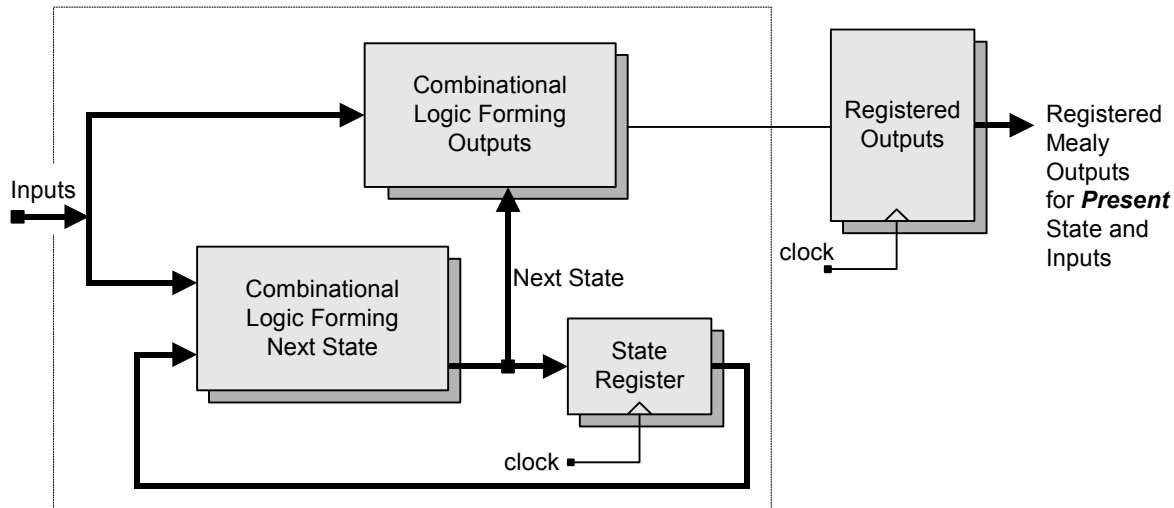 Combinational
Logic Forming
Outputs
Registered
Outputs
Registered
Mealy
Outputs
for Present
State and
Inputs
Inputs
clock
Combinational
Logic Forming
Next State
Next State
State
Register
clock